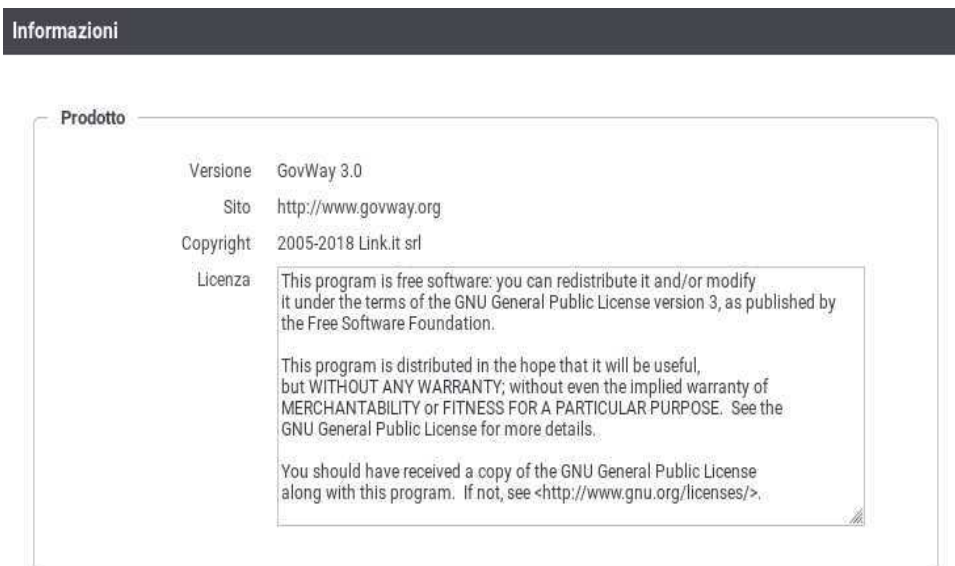 Informazioni
Prodotto
Versione GovWay 3.0
Sito http://www.govway.org
Copyright 2005-2018 Link.it srl
Licenza This program is free software: you can redistribute it and/or modify
it under the terms of the GNU General Public License version 3, as published by
the Free Software Foundation.
This program is distributed in the hope that it will be useful,
but WITHOUT ANY WARRANTY; without even the implied warranty of
MERCHANTABILITY or FITNESS FOR A PARTICULAR PURPOSE.  See the
GNU General Public License for more details.
You should have received a copy of the GNU General Public License
along with this program.  If not, see <http://www.gnu.org/licenses/>.